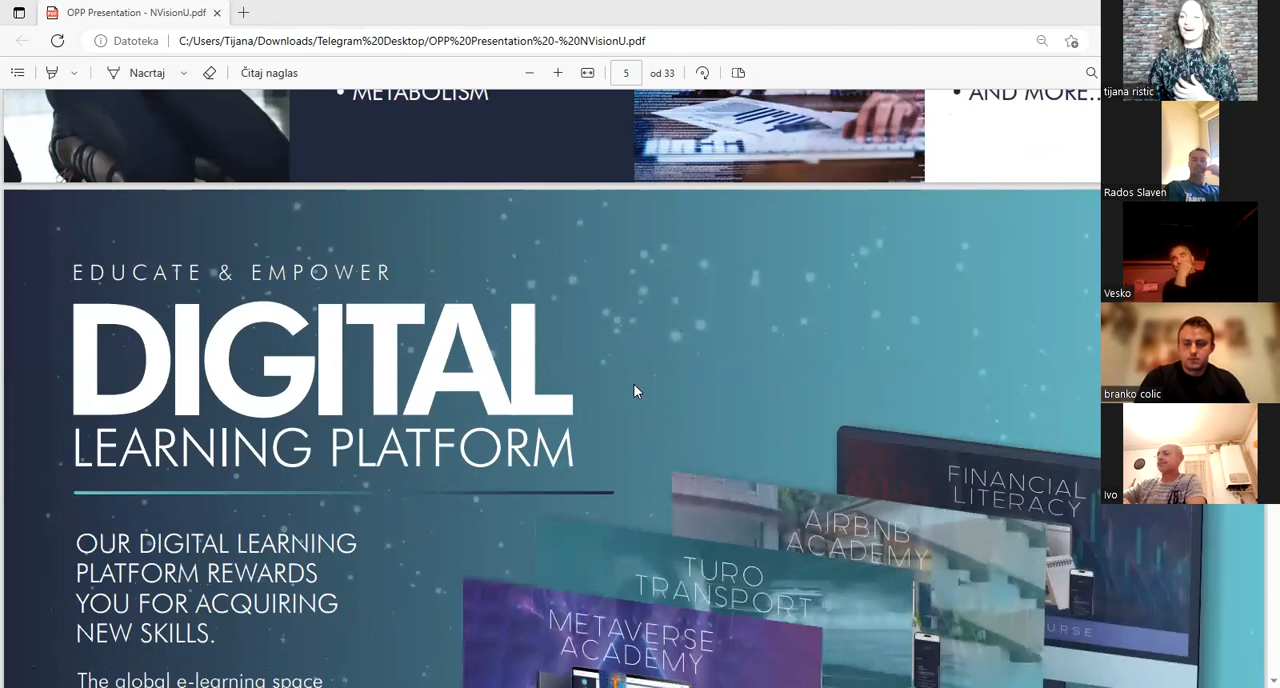 OPP Presentation - NVisionU.pdf
Datoteka
C:/Users/Tijana/Downloads/Telegram%20Desktop/OPP%20Presentation%20-%20NVisionU.pdf
Nacrtaj
Čitaj naglas
5
od 33
• METABOLISM
• AND MORE..
EDUCATE & EMPOWER
DIGITAL
LEARNING PLATFORM
OUR DIGITAL LEARNING
PLATFORM REWARDS
YOU FOR ACQUIRING
NEW SKILLS.
The global e-learning space
FINANCIAL
LITERACY
AIRBNB
ACADEMY
TURO
TRANSPORT
METAVERSE
ACADEMY
tijana ristic
Rados Slaven
Vesko
branko colic
Ivo